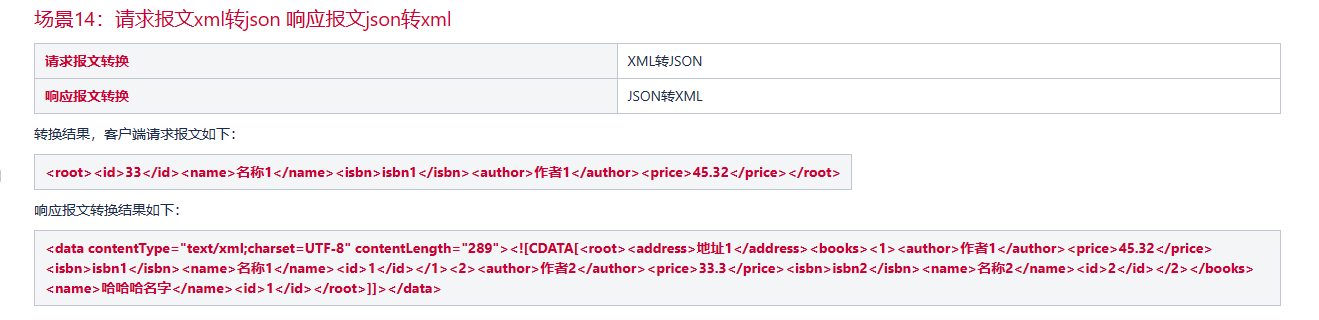 场景14：请求报文xml转json 响应报文json转xml
请求报文转换 XML转JSON
响应报文转换 JSON转XML
转换结果，客户端请求报文如下：
<root><id>33</id><name>名称1</name><isbn>isbn1</isbn><author>作者1</author><price>45.32</price></root>
响应报文转换结果如下：
<data contentType="text/xml;charset=UTF-8" contentLength="289"><![CDATA[<root><address>地址1</address><books><1><author>作者1</author><price>45.32</price>
<isbn>isbn1</isbn><name>名称1</name><id>1</id></1><2><author>作者2</author><price>33.3</price><isbn>isbn2</isbn><name>名称2</name><id>2</id></2></books>
<name>哈哈哈名字</name><id>1</id></root>]]></data>